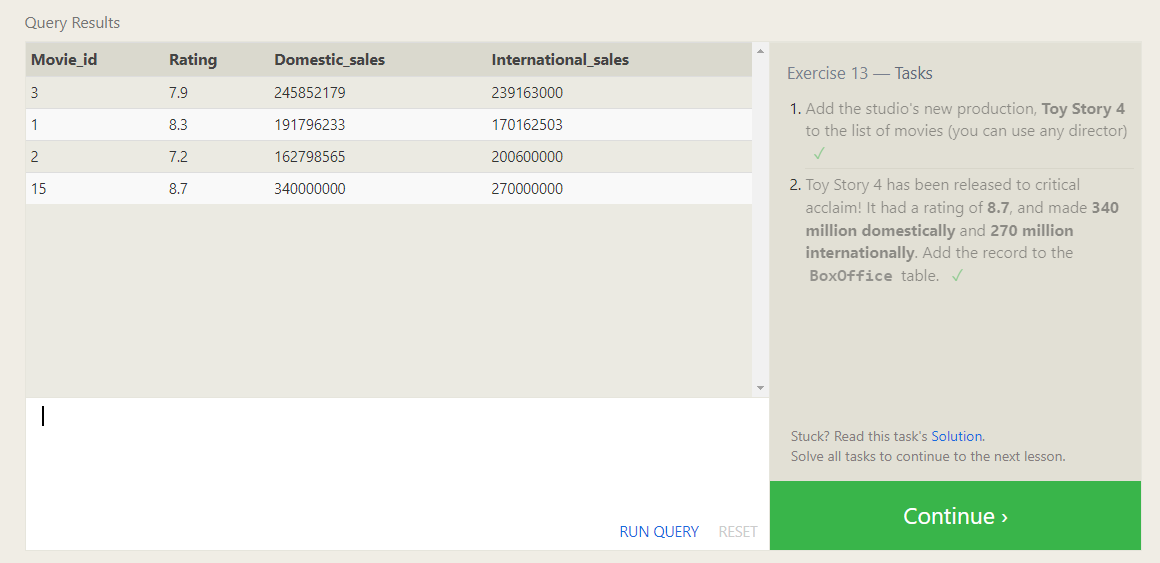 Query Results
Movie_id Rating Domestic_sales International_sales
3 7.9 245852179 239163000
1 8.3 191796233 170162503
2 7.2 162798565 200600000
15 8.7 340000000 270000000
RUN QUERY RESET
Exercise 13 — Tasks
1. Add the studio's new production, Toy Story 4
to the list of movies (you can use any director)
✓
2. Toy Story 4 has been released to critical
acclaim! It had a rating of 8.7, and made 340
million domestically and 270 million
internationally. Add the record to the
BoxOffice table. ✓
Stuck? Read this task's Solution.
Solve all tasks to continue to the next lesson.
Continue ›